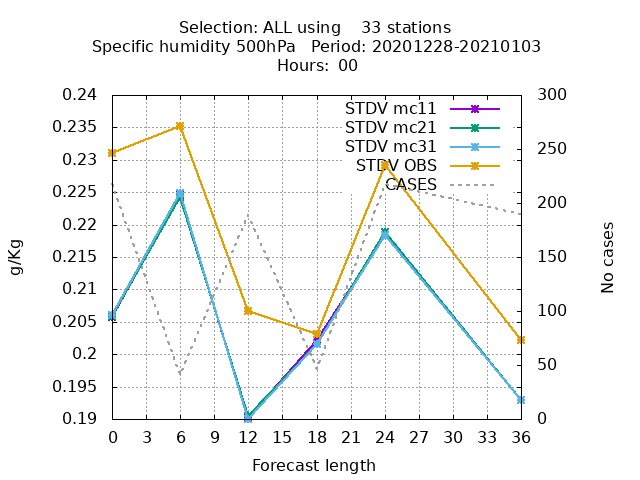 Selection: ALL using    33 stations
Specific humidity 500hPa   Period: 20201228-20210103
Hours: 00
0.24
0.235
0.23
0.225
0.22
0.215
0.21
0.205
0.2
0.195
0.19
g/Kg
STDV mc11
STDV mc21
STDV mc31
STDV OBS
CASES
300
250
200
150
100
50
0
No cases
0 3 6 9 12 15 18 21 24 27 30 33 36
Forecast length